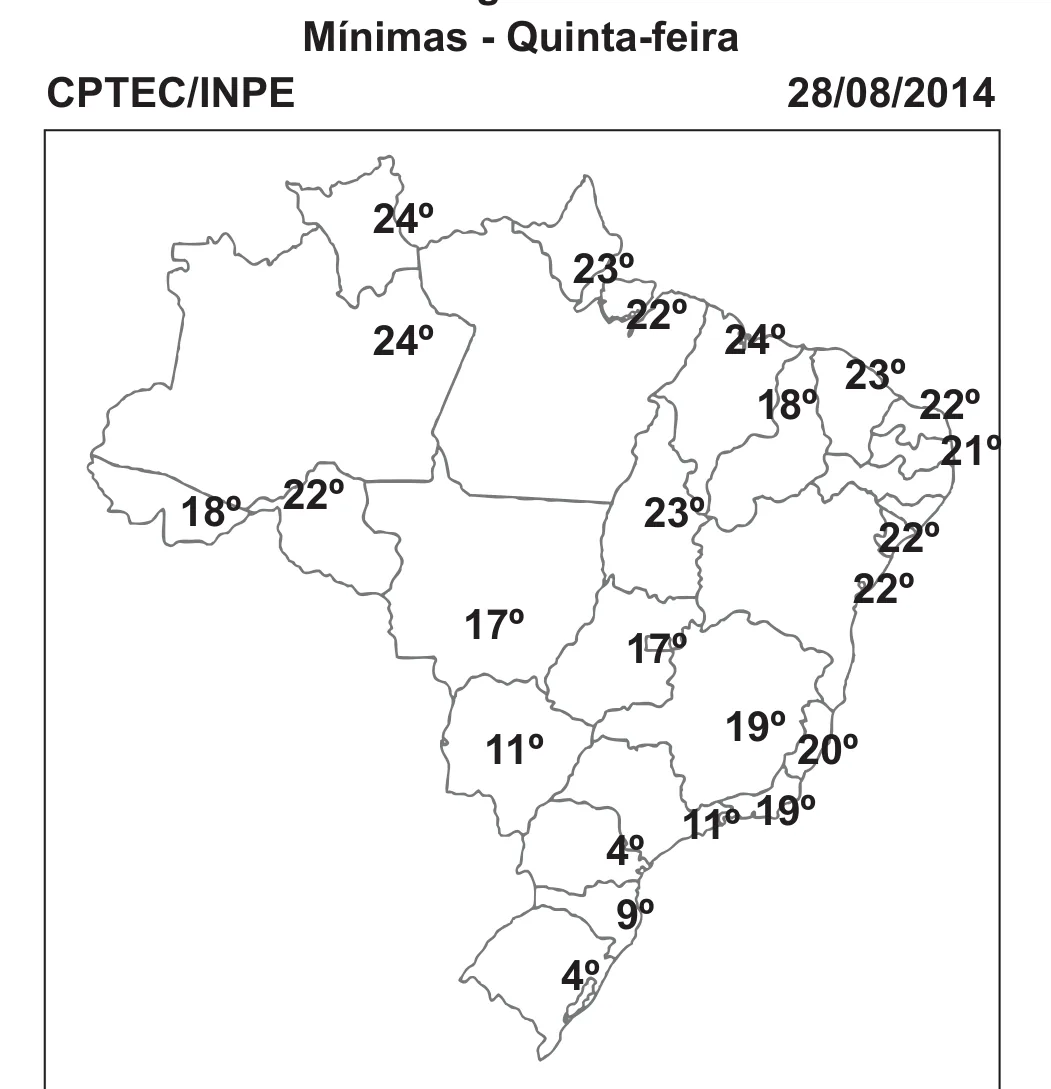 Mínimas - Quinta-feira
CPTEC/INPE 28/08/2014
24º
23º
22º
24º
24º
23º
18º
22º
21º
22º
18º
23º
22º
22º
17º
17º
19º
11º
20º
19º
11º
4º
9º
4º